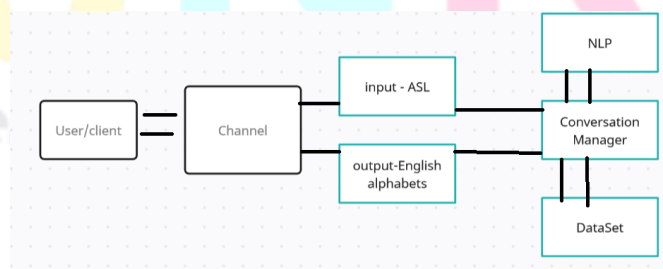 NLP
input - ASL
User/client
Channel
Conversation
Manager
output-English
alphabets
DataSet